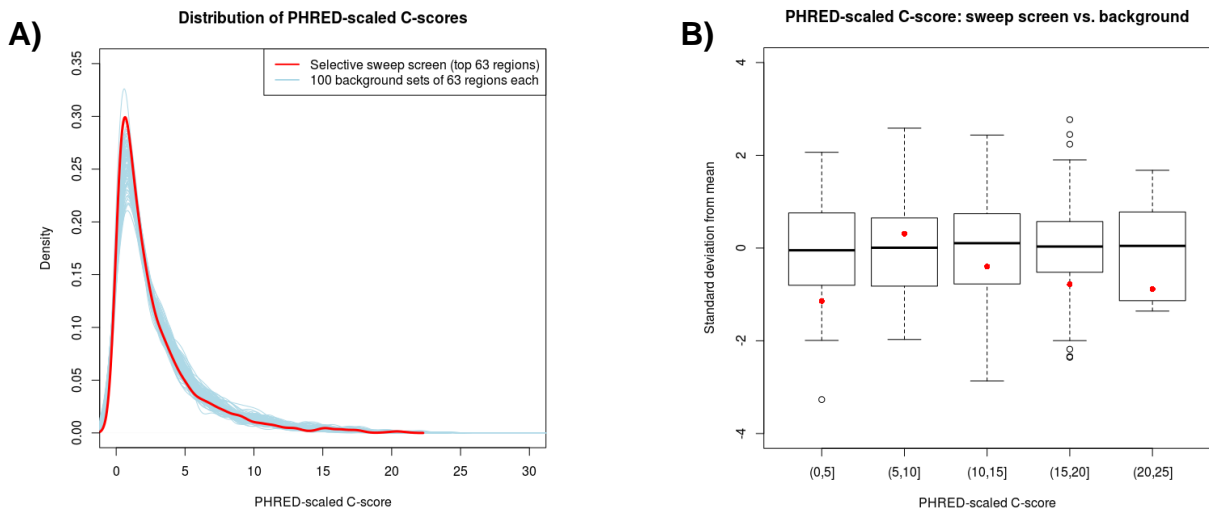 A)
Distribution of PHRED-scaled C-scores
Selective sweep screen (top 63 regions)
100 background sets of 63 regions each
Density
0.35
0.30
0.25
0.20
0.15
0.10
0.05
0.00
0 5 10 15 20 25 30
PHRED-scaled C-score
B)
PHRED-scaled C-score: sweep screen vs. background
Standard deviation from mean
4
2
0
-2
-4
(0,5] (5,10] (10,15] (15,20] (20,25]
PHRED-scaled C-score